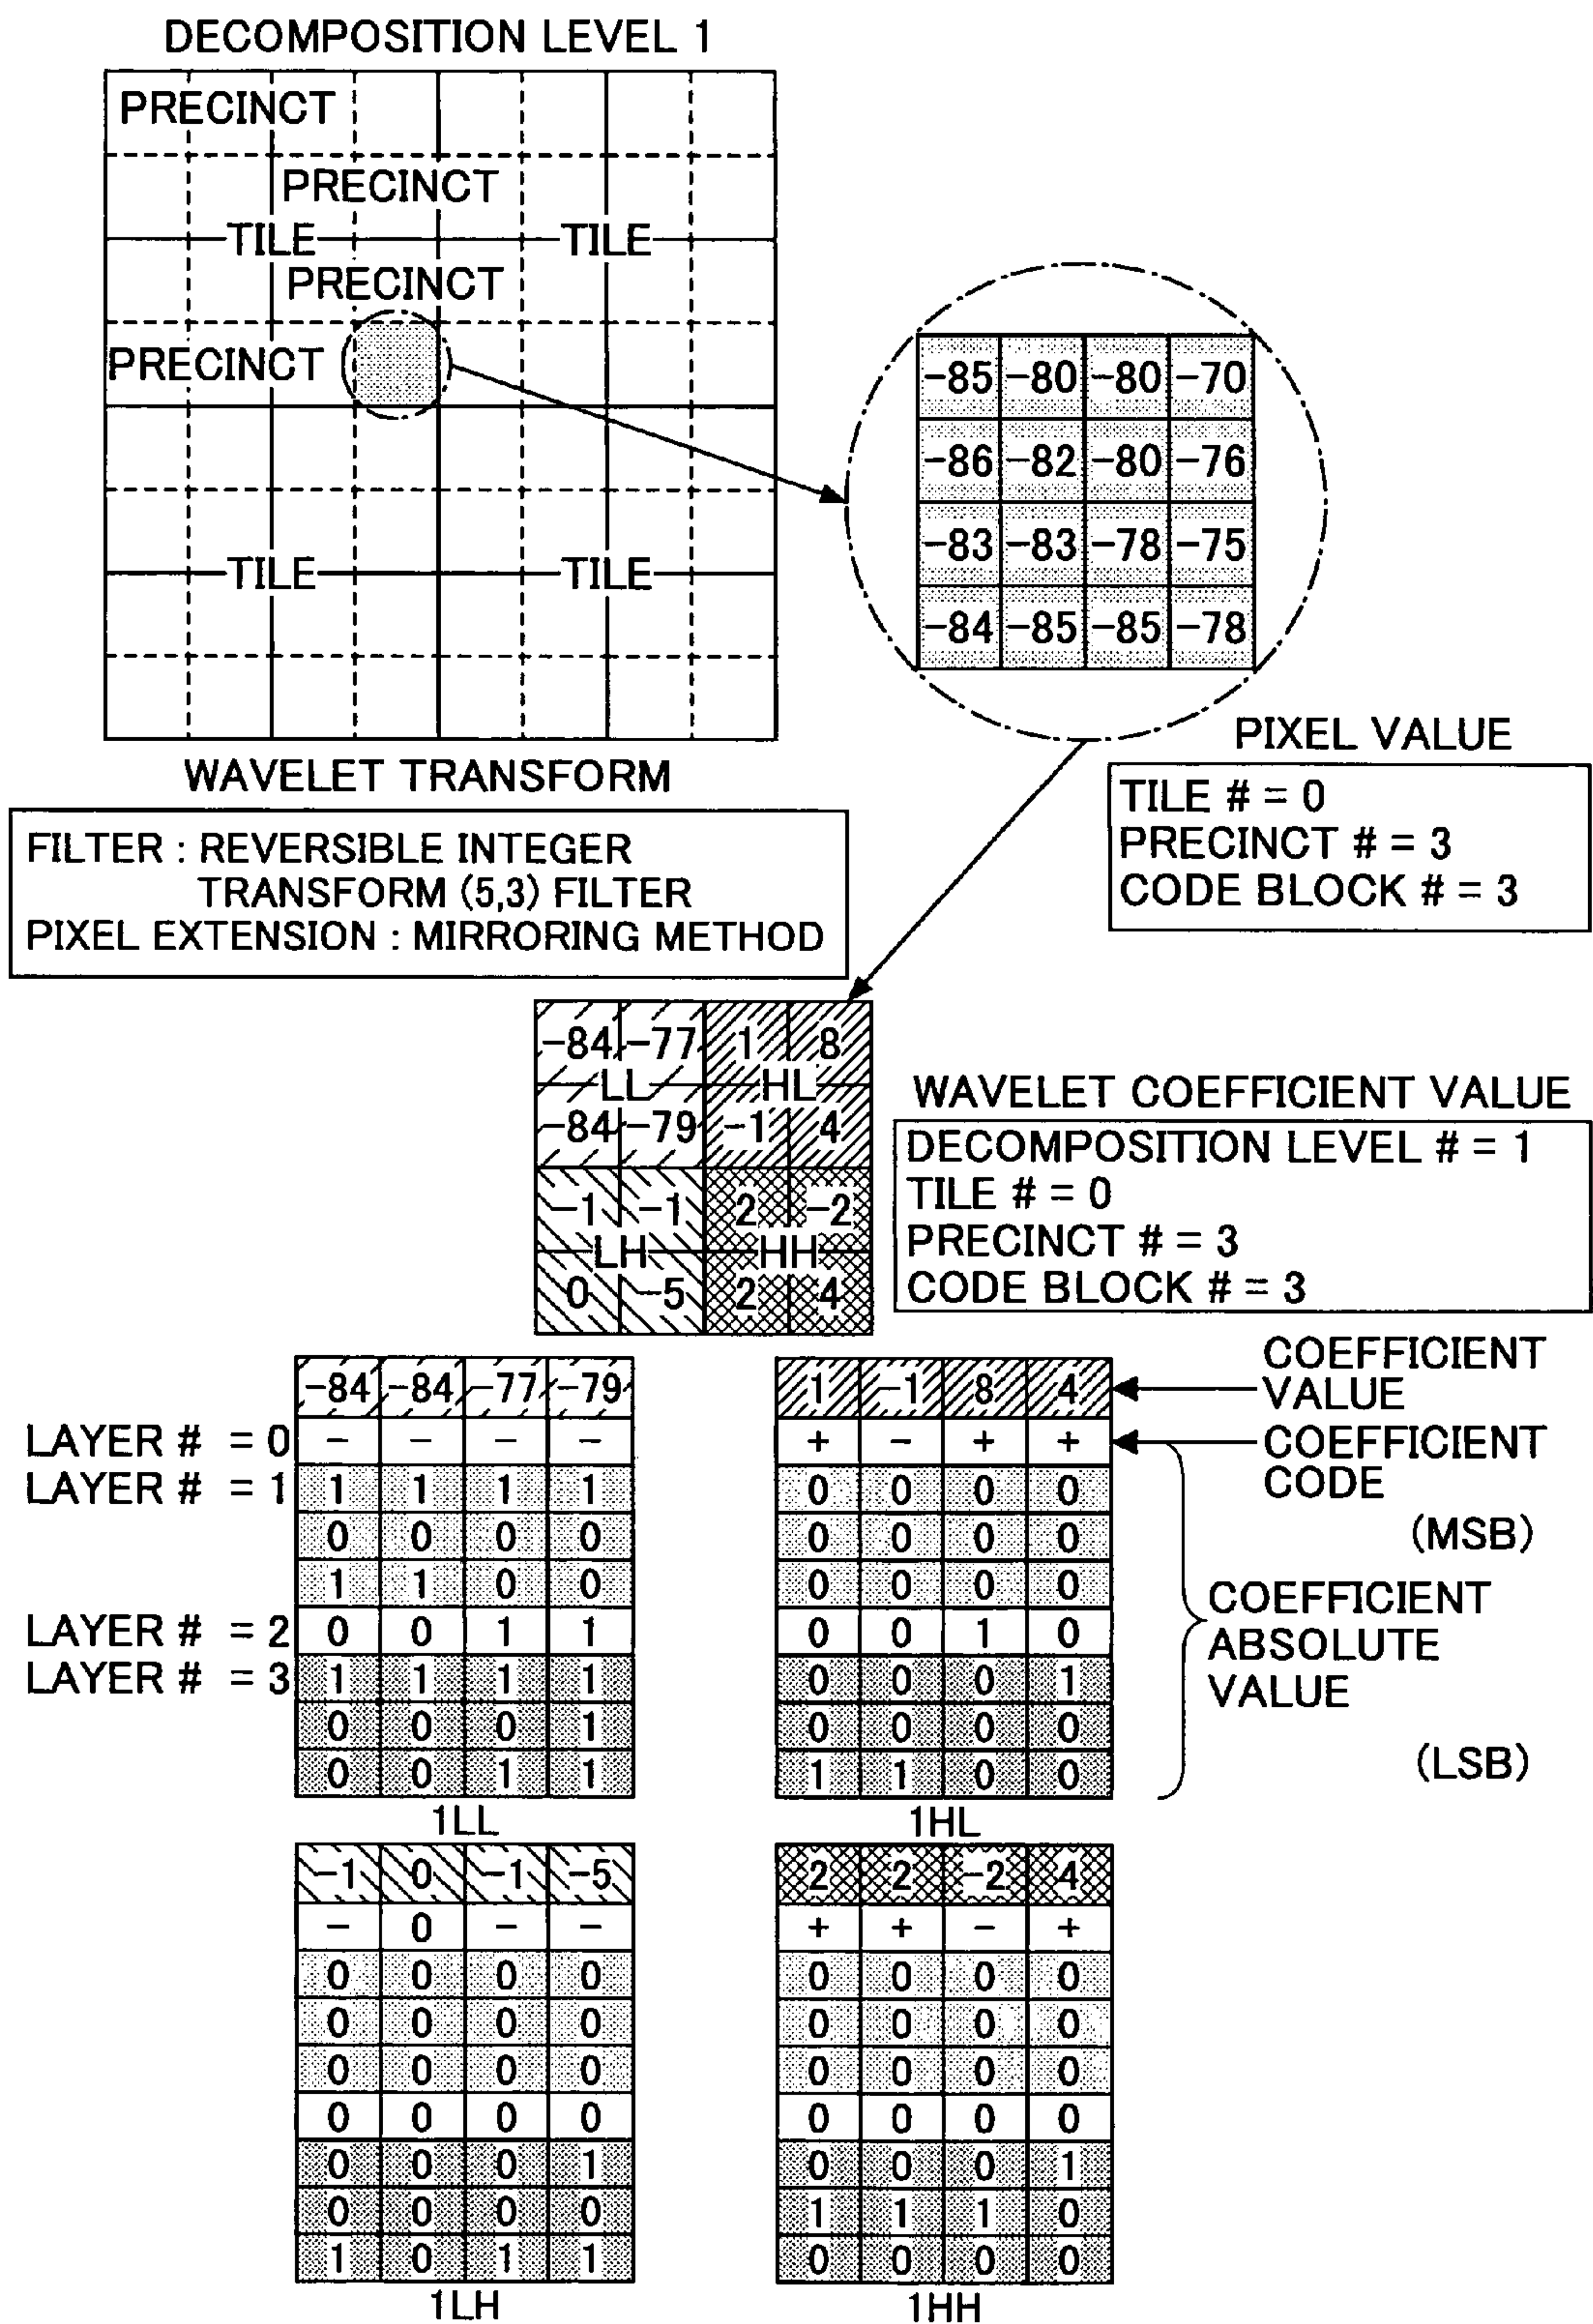 DECOMPOSITION LEVEL 1
PRECINCT
PRECINCT
TILE TILE
PRECINCT
PRECINCT
TILE TILE
-85 -80 -80 -70
-86 -82 -80 -76
-83 -83 -78 -75
-84 -85 -85 -78
PIXEL VALUE
TILE # = 0
PRECINCT # = 3
CODE BLOCK # = 3
WAVELET TRANSFORM
FILTER : REVERSIBLE INTEGER
TRANSFORM (5,3) FILTER
PIXEL EXTENSION : MIRRORING METHOD
-84 -77 1 8
LL HL
-84 -79 -1 4
-1 -1 2 -2
LH HH
0 -5 2 4
WAVELET COEFFICIENT VALUE
DECOMPOSITION LEVEL # = 1
TILE # = 0
PRECINCT # = 3
CODE BLOCK # = 3
-84 -84 -77 -79
LAYER # = 0 - - - -
LAYER # = 1 1 1 1 1
0 0 0 0
1 1 0 0
LAYER # = 2 0 0 1 1
LAYER # = 3 1 1 1 1
0 0 0 1
0 0 1 1
1LL
1 -1 8 4
+ - + +
0 0 0 0
0 0 0 0
0 0 0 0
0 0 1 0
0 0 0 1
0 0 0 0
1 1 0 0
1HL
COEFFICIENT
VALUE
COEFFICIENT
CODE
(MSB)
COEFFICIENT
ABSOLUTE
VALUE
(LSB)
-1 0 -1 -5
- 0 - -
0 0 0 0
0 0 0 0
0 0 0 0
0 0 0 0
0 0 0 1
0 0 0 0
1 0 1 1
1LH
2 2 -2 4
+ + - +
0 0 0 0
0 0 0 0
0 0 0 0
0 0 0 0
0 0 0 1
1 1 1 0
0 0 0 0
1HH